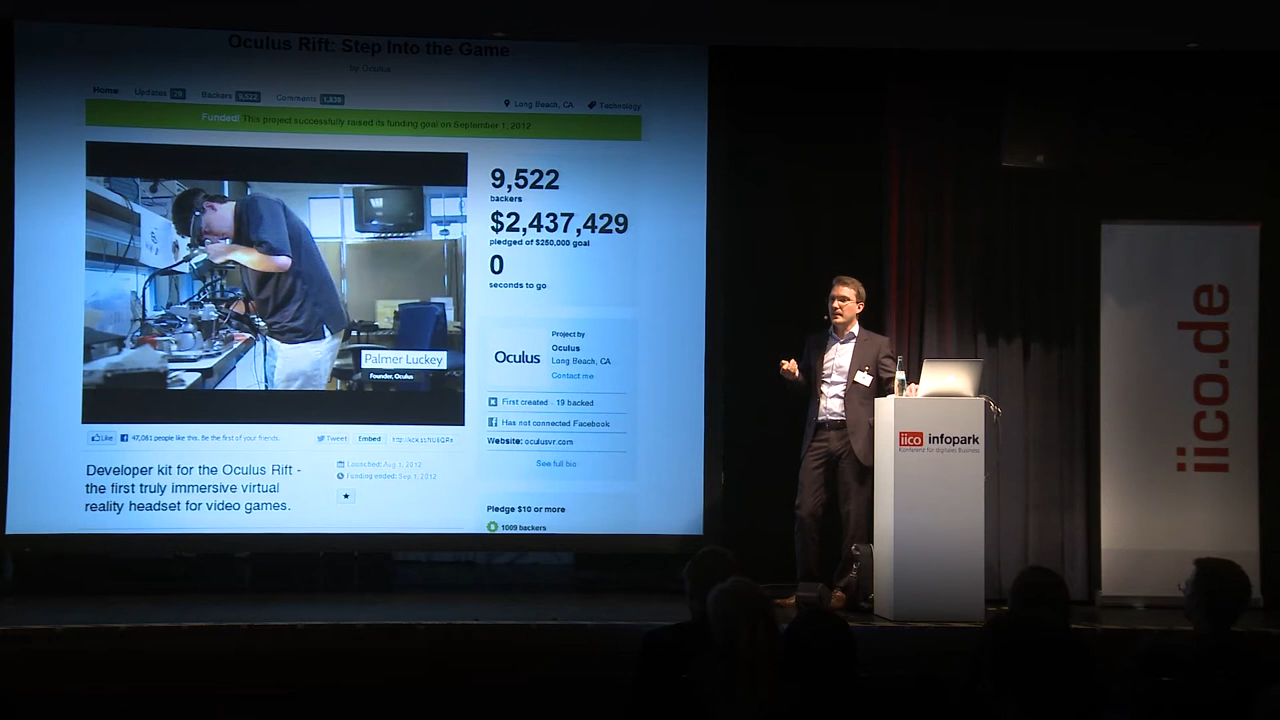 Oculus Rift: Step Into the Game
by Oculus
Home Updates Backers 9,522 Comments
Long Beach, CA Technology
Funded! This project successfully raised its funding goal on September 1, 2012
9,522
backers
$2,437,429
pledged of $250,000 goal
0
seconds to go
Palmer Luckey
Founder, Oculus
Project by
Oculus
Oculus
Long Beach, CA
Contact me
First created - 19 backed
Has not connected Facebook
Website: oculusvr.com
See full bio
Like 47,061 people like this. Be the first of your friends.
Tweet Embed
Developer kit for the Oculus Rift -
the first truly immersive virtual
reality headset for video games.
Launched: Aug 1, 2012
Funding ended: Sep 1, 2012
Pledge $10 or more
1009 backers
iico infopark
Konferenz für digitales Business
iico.de